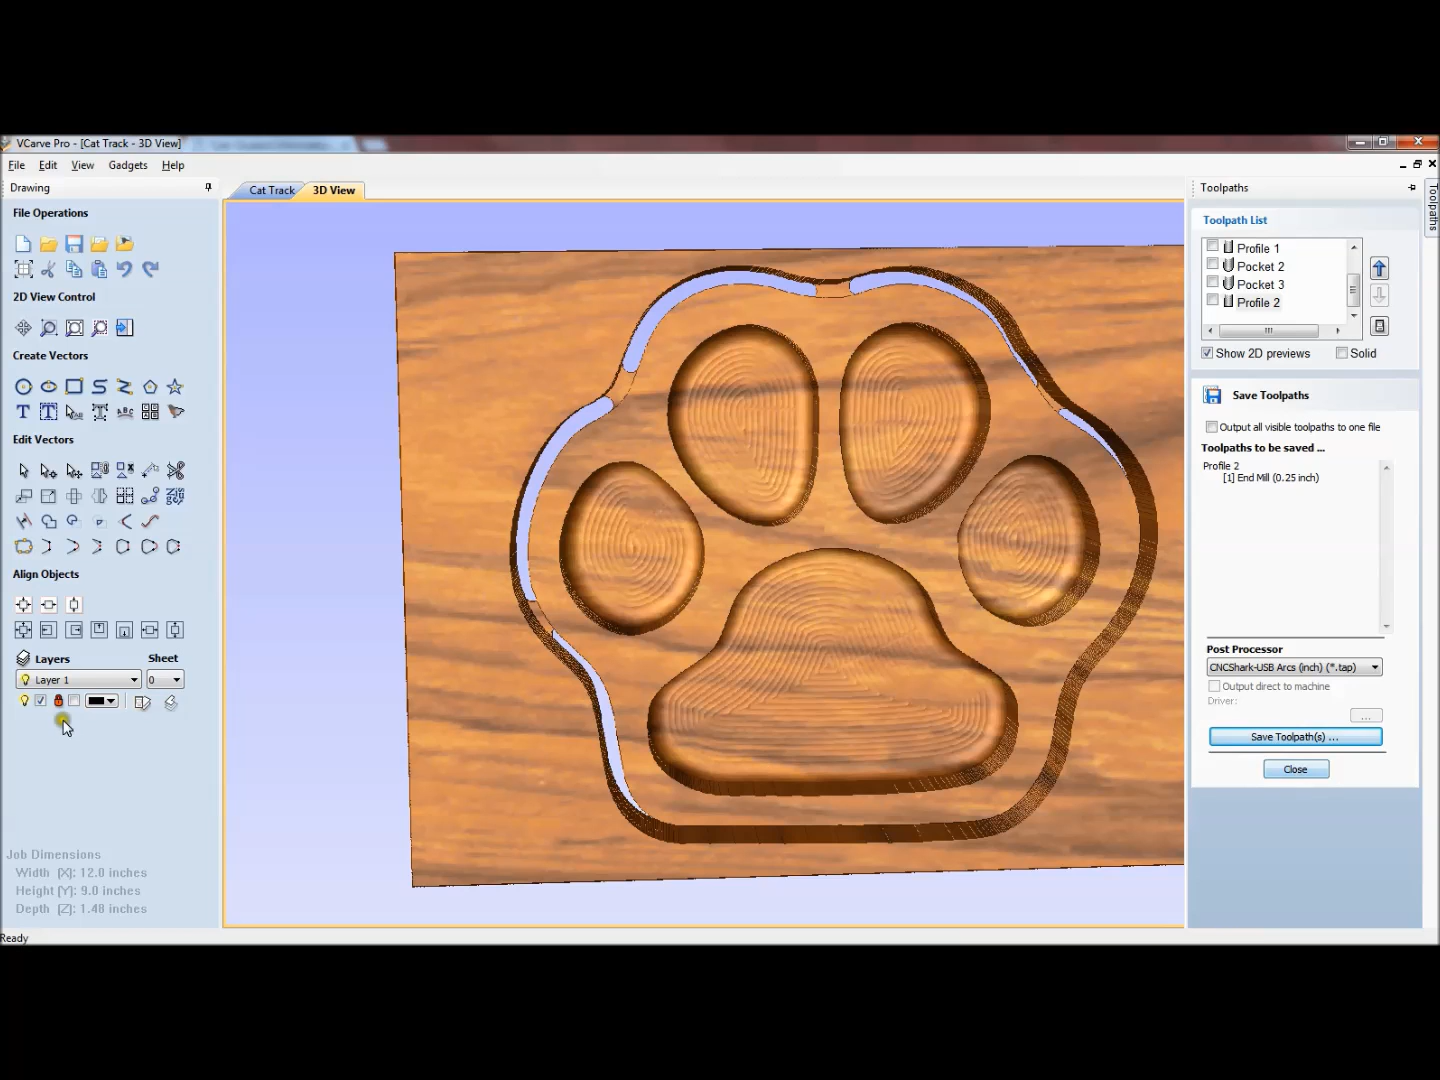 VCarve Pro - [Cat Track - 3D View]
File Edit View Gadgets Help
Drawing
File Operations
2D View Control
Create Vectors
Edit Vectors
Align Objects
Layers Sheet
Layer 1 0
Job Dimensions
Width (X): 12.0 inches
Height (Y): 9.0 inches
Depth (Z): 1.48 inches
Ready
Cat Track 3D View
Toolpaths
Toolpaths
Toolpath List
Profile 1
Pocket 2
Pocket 3
Profile 2
Show 2D previews Solid
Save Toolpaths
Output all visible toolpaths to one file
Toolpaths to be saved ...
Profile 2
[1] End Mill (0.25 inch)
Post Processor
CNCShark-USB Arcs (inch) (*.tap)
Output direct to machine
Driver:
...
Save Toolpath(s) ...
Close